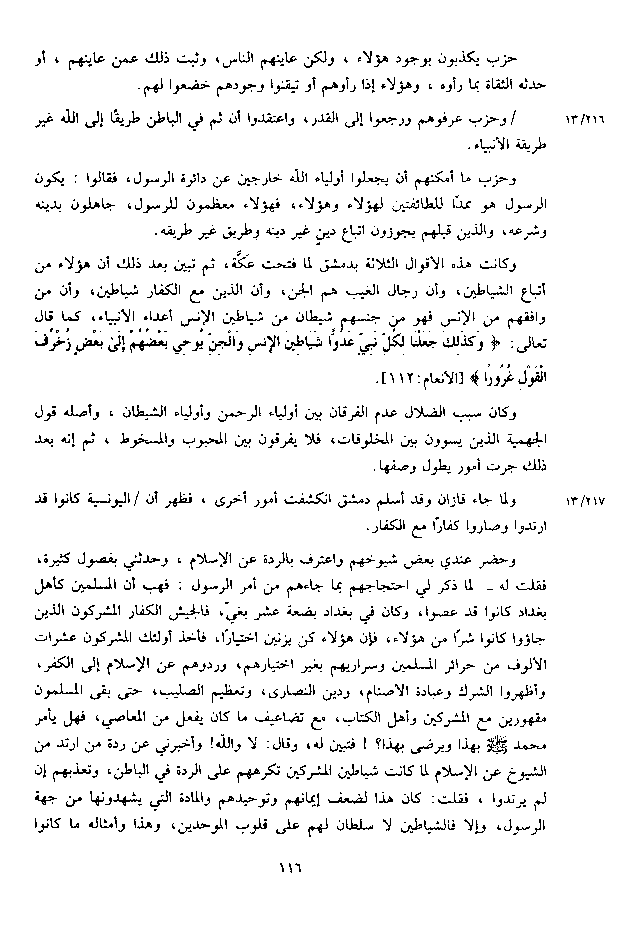 حزب يكذبون بوجود هؤلاء ، ولكن عاينهم الناس، وثبت ذلك عمن عاينهم ، أو
حدثه الثقاة بما رأوه ، وهؤلاء إذا رأوهم أو تيقنوا وجودهم خضعوا لهم.
١٣/٢١٦ / وحزب عرفوهم ورجعوا إلى القدر، واعتقدوا أن ثم في الباطن طريقًا إلى الله غير
طريقة الأنبياء.
وحزب ما أمكنهم أن يجعلوا أولياء الله خارجين عن دائرة الرسول، فقالوا : يكون
الرسول هو ممدًا للطائفتين لهؤلاء وهؤلاء، فهؤلاء معظمون للرسول، جاهلون بدينه
وشرعه، والذين قبلهم يجوزون اتباع دينٍ غير دينه وطريق غير طريقه.
وكانت هذه الأقوال الثلاثة بدمشق لما فتحت عكَّة، ثم تبين بعد ذلك أن هؤلاء من
أتباع الشياطين، وأن رجال الغيب هم الجن، وأن الذين مع الكفار شياطين، وأن من
وافقهم من الإنس فهو من جنسهم شيطان من شياطين الإنس أعداء الأنبياء، كما قال
تعالى: ﴿ وَكَذَلِكَ جَعَلْنَا لِكُلِّ نَبِيٍّ عَدُوًّا شَيَاطِينَ الإِنسِ وَالْجِنِّ يُوحِي بَعْضُهُمْ إِلَىٰ بَعْضٍ زُخْرُفَ
الْقَوْلِ غُرُورًا ﴾ [الأنعام: ١١٢].
وكان سبب الضلال عدم الفرقان بين أولياء الرحمن وأولياء الشيطان ، وأصله قول
الجهمية الذين يسوون بين المخلوقات، فلا يفرقون بين المحبوب والمسخوط ، ثم إنه بعد
ذلك جرت أمور يطول وصفها.
١٣/٢١٧ ولما جاء قازان وقد أسلم دمشق انكشفت أمور أخرى ، فظهر أن / اليونسية كانوا قد
ارتدوا وصاروا كفارًا مع الكفار.
وحضر عندي بعض شيوخهم واعترف بالردة عن الإسلام ، وحدثني بفصول كثيرة،
فقلت له ـ لما ذكر لي احتجاجهم بما جاءهم من أمر الرسول : فهب أن المسلمين كأهل
بغداد كانوا قد عصوا، وكان في بغداد بضعة عشر بغيّ، فالجيش الكفار المشركون الذين
جاؤوا كانوا شرًا من هؤلاء، فإن هؤلاء كن يزنين اختيارًا، فأخذ أولئك المشركون عشرات
الألوف من حرائر المسلمين وسراريهم بغير اختيارهم، وردوهم عن الإسلام إلى الكفر،
وأظهروا الشرك وعبادة الأصنام، ودين النصارى، وتعظيم الصليب، حتى بقى المسلمون
مقهورين مع المشركين وأهل الكتاب، مع تضاعيف ما كان يفعل من المعاصي، فهل يأمر
محمد ﷺ بهذا ويرضى بهذا؟ ! فتبين له، وقال: لا والله! وأخبرني عن ردة من ارتد من
الشيوخ عن الإسلام لما كانت شياطين المشركين تكرههم على الردة في الباطن، وتعذبهم إن
لم يرتدوا ، فقلت: كان هذا لضعف إيمانهم وتوحيدهم والمادة التي يشهدونها من جهة
الرسول، وإلا فالشياطين لا سلطان لهم على قلوب الموحدين، وهذا وأمثاله ما كانوا
١١٦